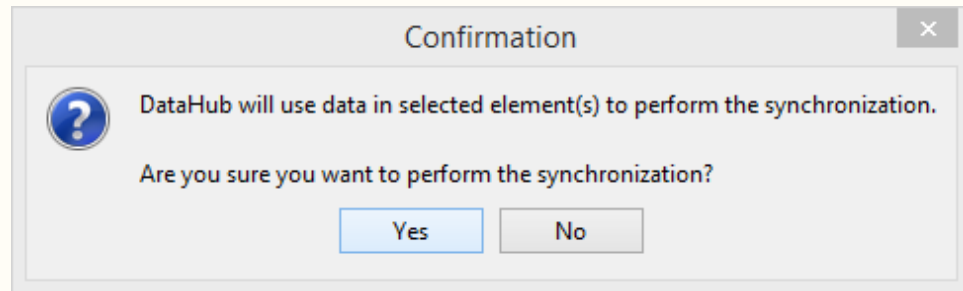 Confirmation
DataHub will use data in selected element(s) to perform the synchronization.
Are you sure you want to perform the synchronization?
Yes No